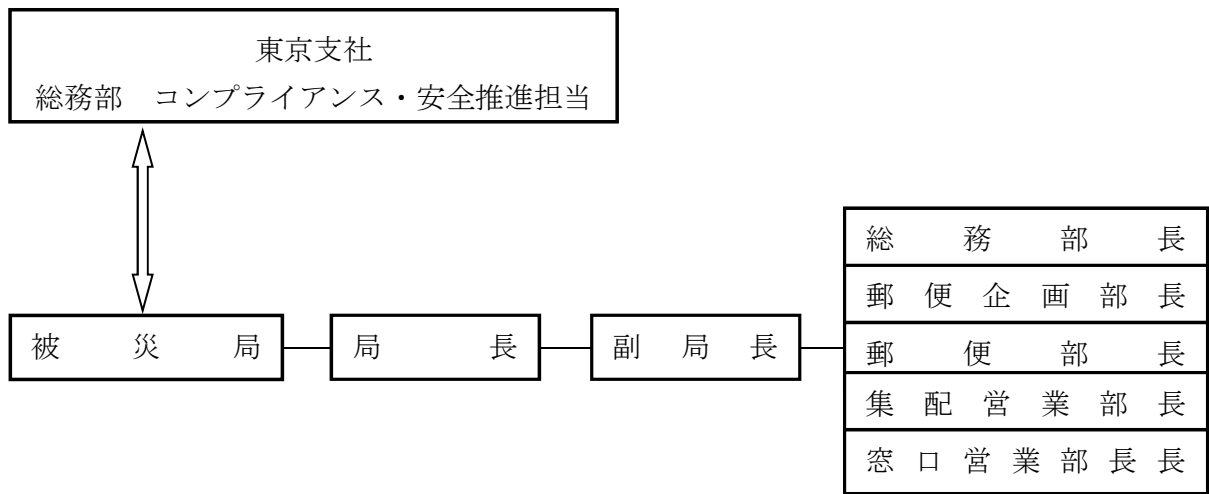 東京支社
総務部　コンプライアンス・安全推進担当
被災局
局長
副局長
総務部長
郵便企画部長
郵便部長
集配営業部長
窓口営業部長長